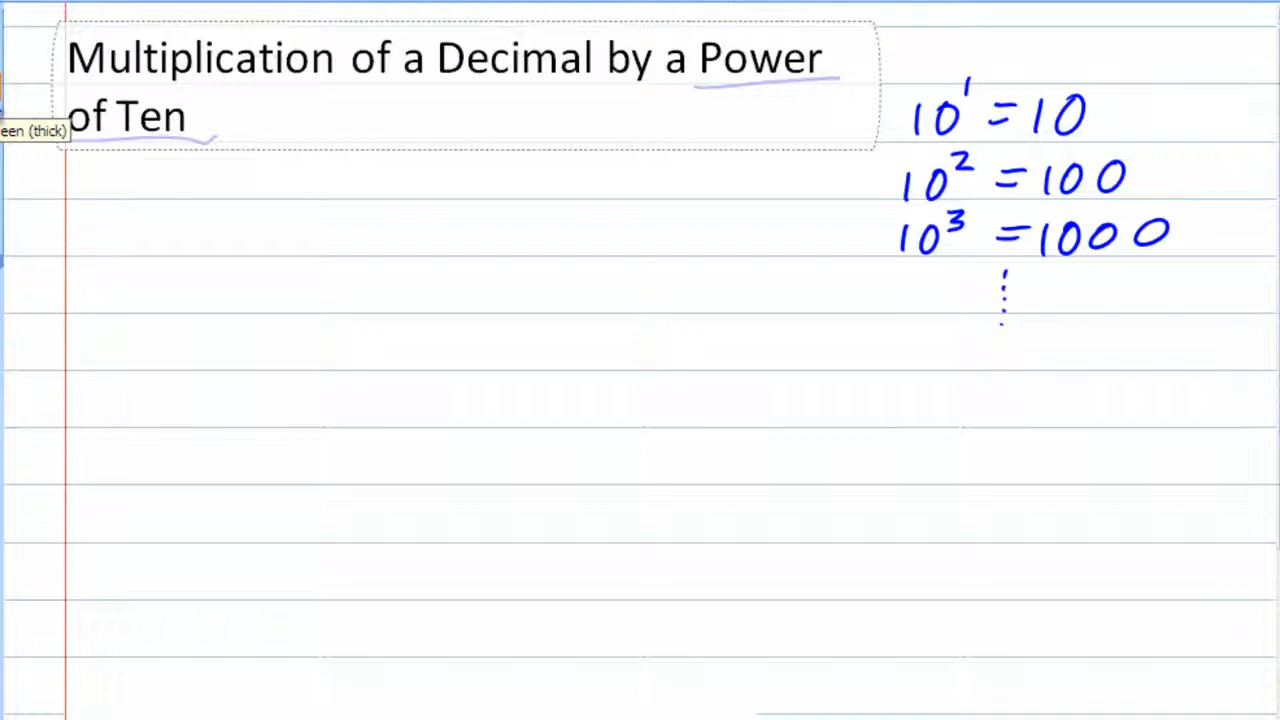 Multiplication of a Decimal by a Power
of Ten
een (thick)
10¹ = 10
10² = 100
10³ = 1000